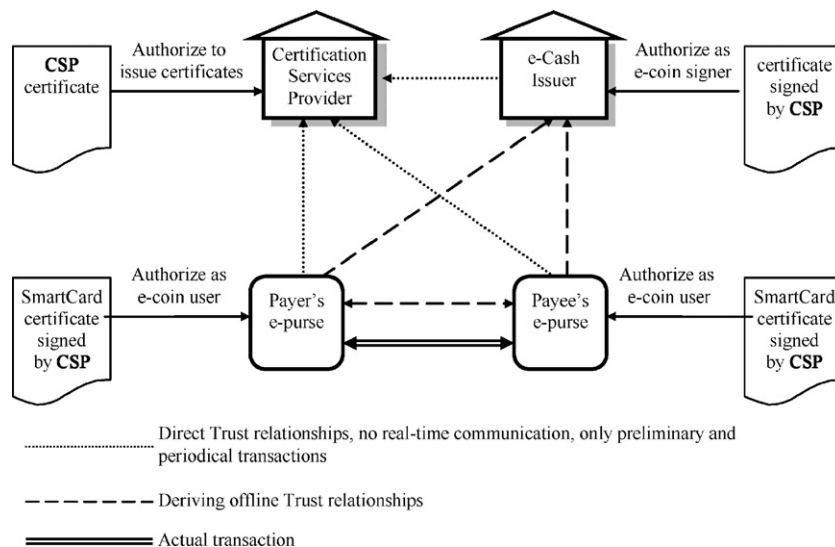 CSP
certificate
Authorize to
issue certificates
Certification
Services
Provider
e-Cash
Issuer
Authorize as
e-coin signer
certificate
signed
by CSP
SmartCard
certificate
signed
by CSP
Authorize as
e-coin user
Payer's
e-purse
Payee's
e-purse
Authorize as
e-coin user
SmartCard
certificate
signed
by CSP
Direct Trust relationships, no real-time communication, only preliminary and
periodical transactions
Deriving offline Trust relationships
Actual transaction